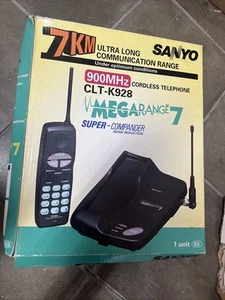 7KM ULTRA LONG
COMMUNICATION RANGE
Under optimum conditions
SANYO
900MHz CORDLESS TELEPHONE
CLT-K928
MEGARANGE 7
SUPER-COMPANDER
NOISE REDUCTION
1 unit